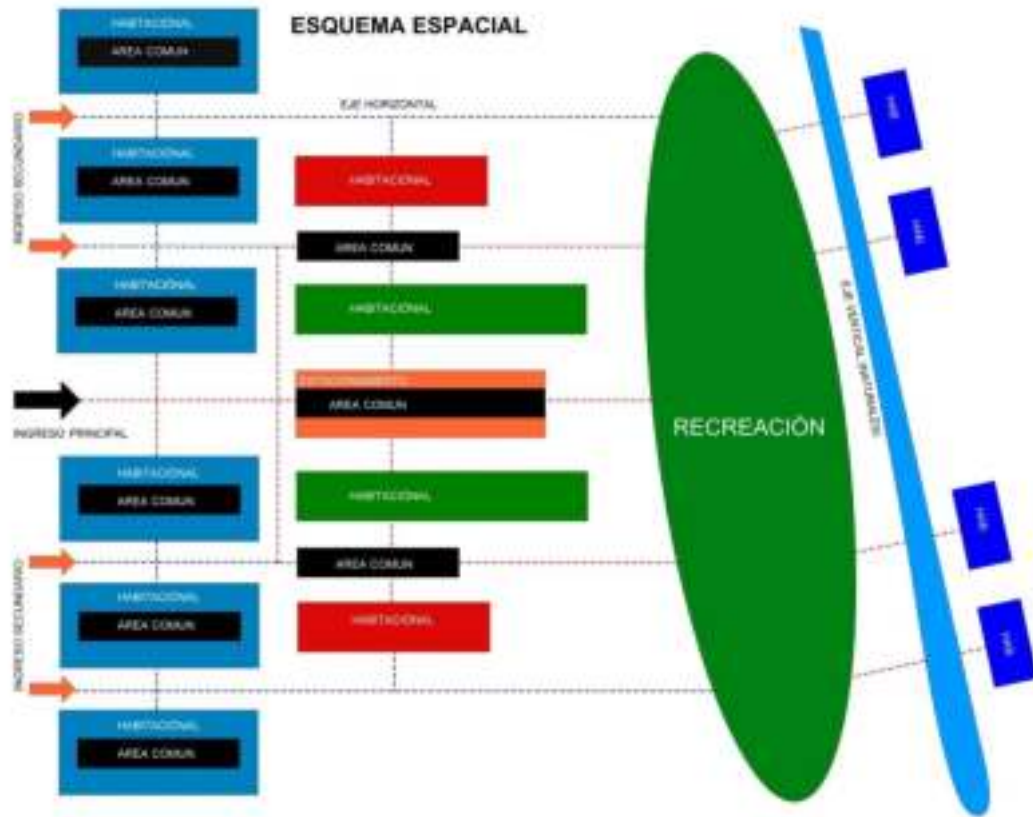 ESQUEMA ESPACIAL
HABITACIONAL
AREA COMUN
EJE HORIZONTAL
INGRESO SECUNDARIO
HABITACIONAL
AREA COMUN
HABITACIONAL
AREA COMUN
HABITACIONAL
AREA COMUN
HABITACIONAL
AREA COMUN
INGRESO PRINCIPAL
RECREACIÓN
HABITACIONAL
AREA COMUN
HABITACIONAL
AREA COMUN
INGRESO SECUNDARIO
HABITACIONAL
AREA COMUN
HABITACIONAL
HABITACIONAL
AREA COMUN
EJE VERTICAL